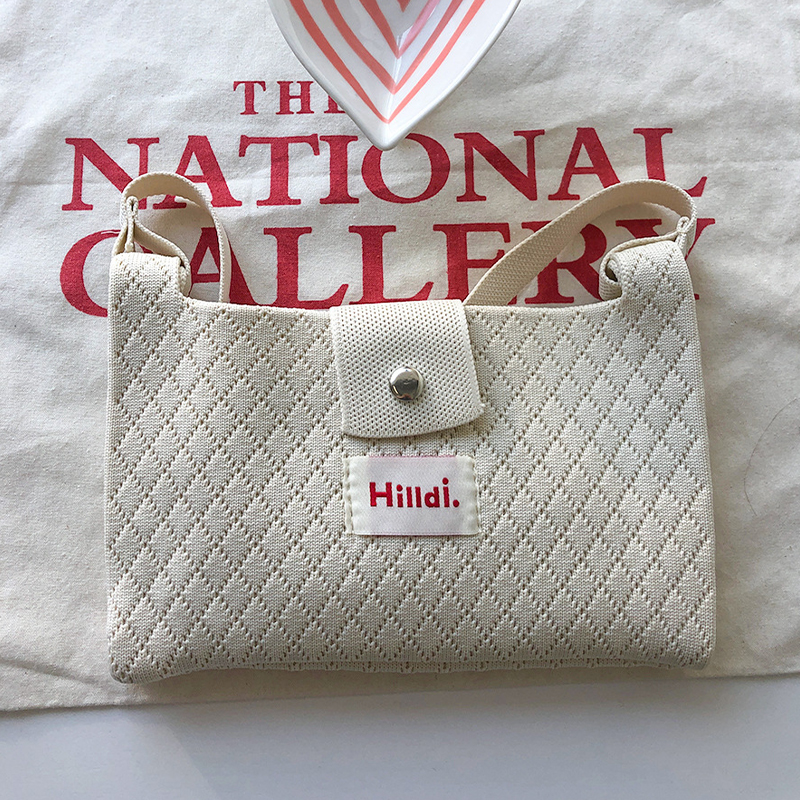 THE
NATIONAL
GALLERY
Hilldi.